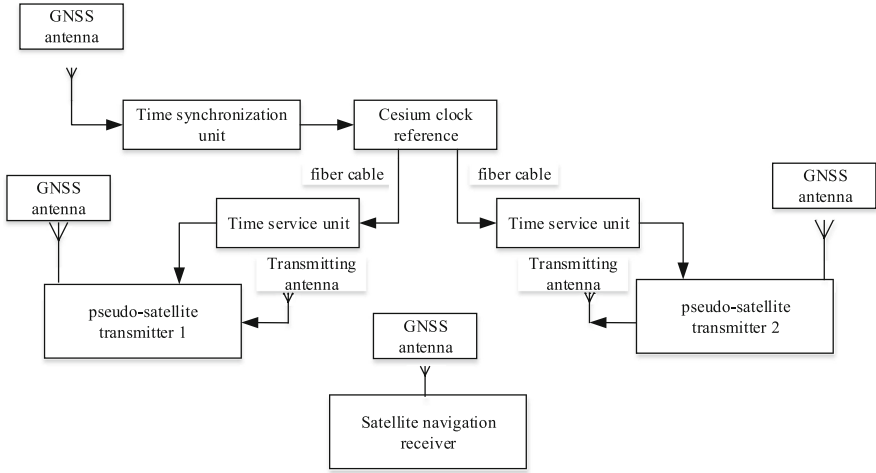 GNSS
antenna
Time synchronization
unit
Cesium clock
reference
fiber cable
fiber cable
GNSS
antenna
GNSS
antenna
Time service unit
Time service unit
Transmitting
antenna
Transmitting
antenna
pseudo-satellite
transmitter 1
pseudo-satellite
transmitter 2
GNSS
antenna
Satellite navigation
receiver